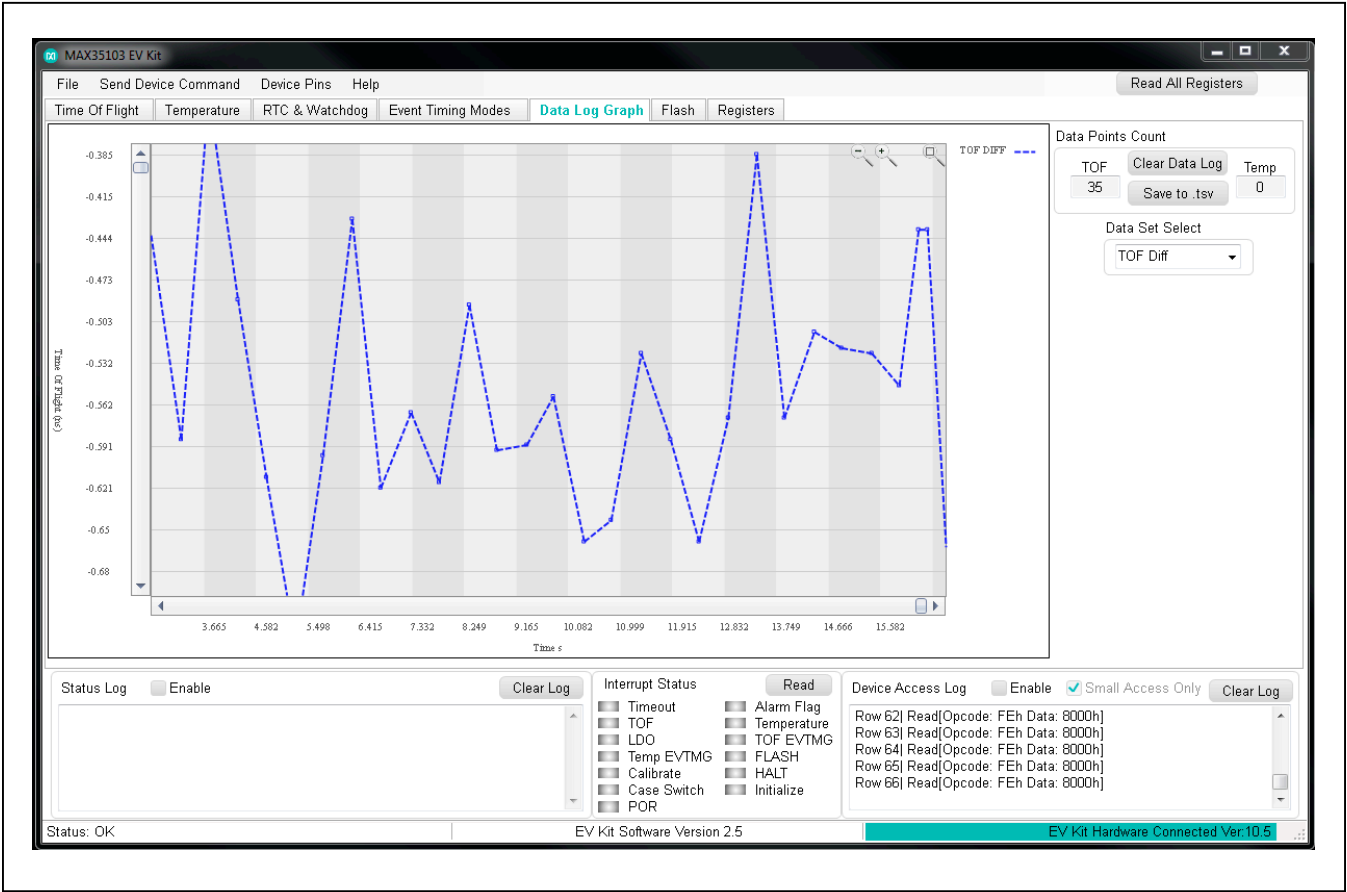 MAX35103 EV Kit
File Send Device Command Device Pins Help Read All Registers
Time Of Flight Temperature RTC & Watchdog Event Timing Modes Data Log Graph Flash Registers
TOF DIFF
-0.385
-0.415
-0.444
-0.473
-0.503
-0.532
-0.562
-0.591
-0.621
-0.65
-0.68
Time Of Flight (ns)
3.665 4.582 5.498 6.415 7.332 8.249 9.165 10.082 10.999 11.915 12.832 13.749 14.666 15.582
Time s
Data Points Count
TOF Clear Data Log Temp
35 Save to .tsv 0
Data Set Select
TOF Diff
Status Log Enable Clear Log
Interrupt Status Read
Timeout Alarm Flag
TOF Temperature
LDO TOF EVTMG
Temp EVTMG FLASH
Calibrate HALT
Case Switch Initialize
POR
Device Access Log Enable Small Access Only Clear Log
Row 62| Read[Opcode: FEh Data: 8000h]
Row 63| Read[Opcode: FEh Data: 8000h]
Row 64| Read[Opcode: FEh Data: 8000h]
Row 65| Read[Opcode: FEh Data: 8000h]
Row 66| Read[Opcode: FEh Data: 8000h]
Status: OK EV Kit Software Version 2.5 EV Kit Hardware Connected Ver:10.5